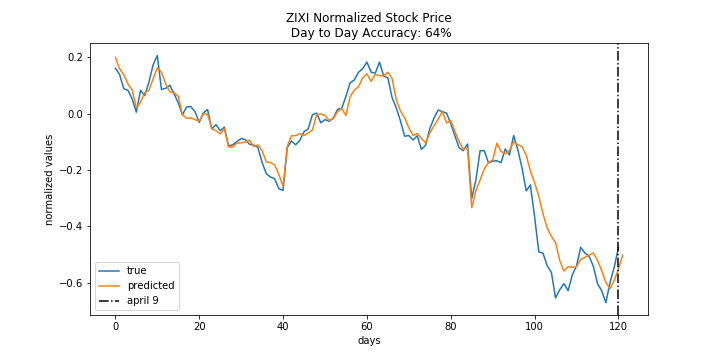 ZIXI Normalized Stock Price
Day to Day Accuracy: 64%
normalized values
0.2
0.0
−0.2
−0.4
−0.6
true
predicted
april 9
0 20 40 60 80 100 120
days